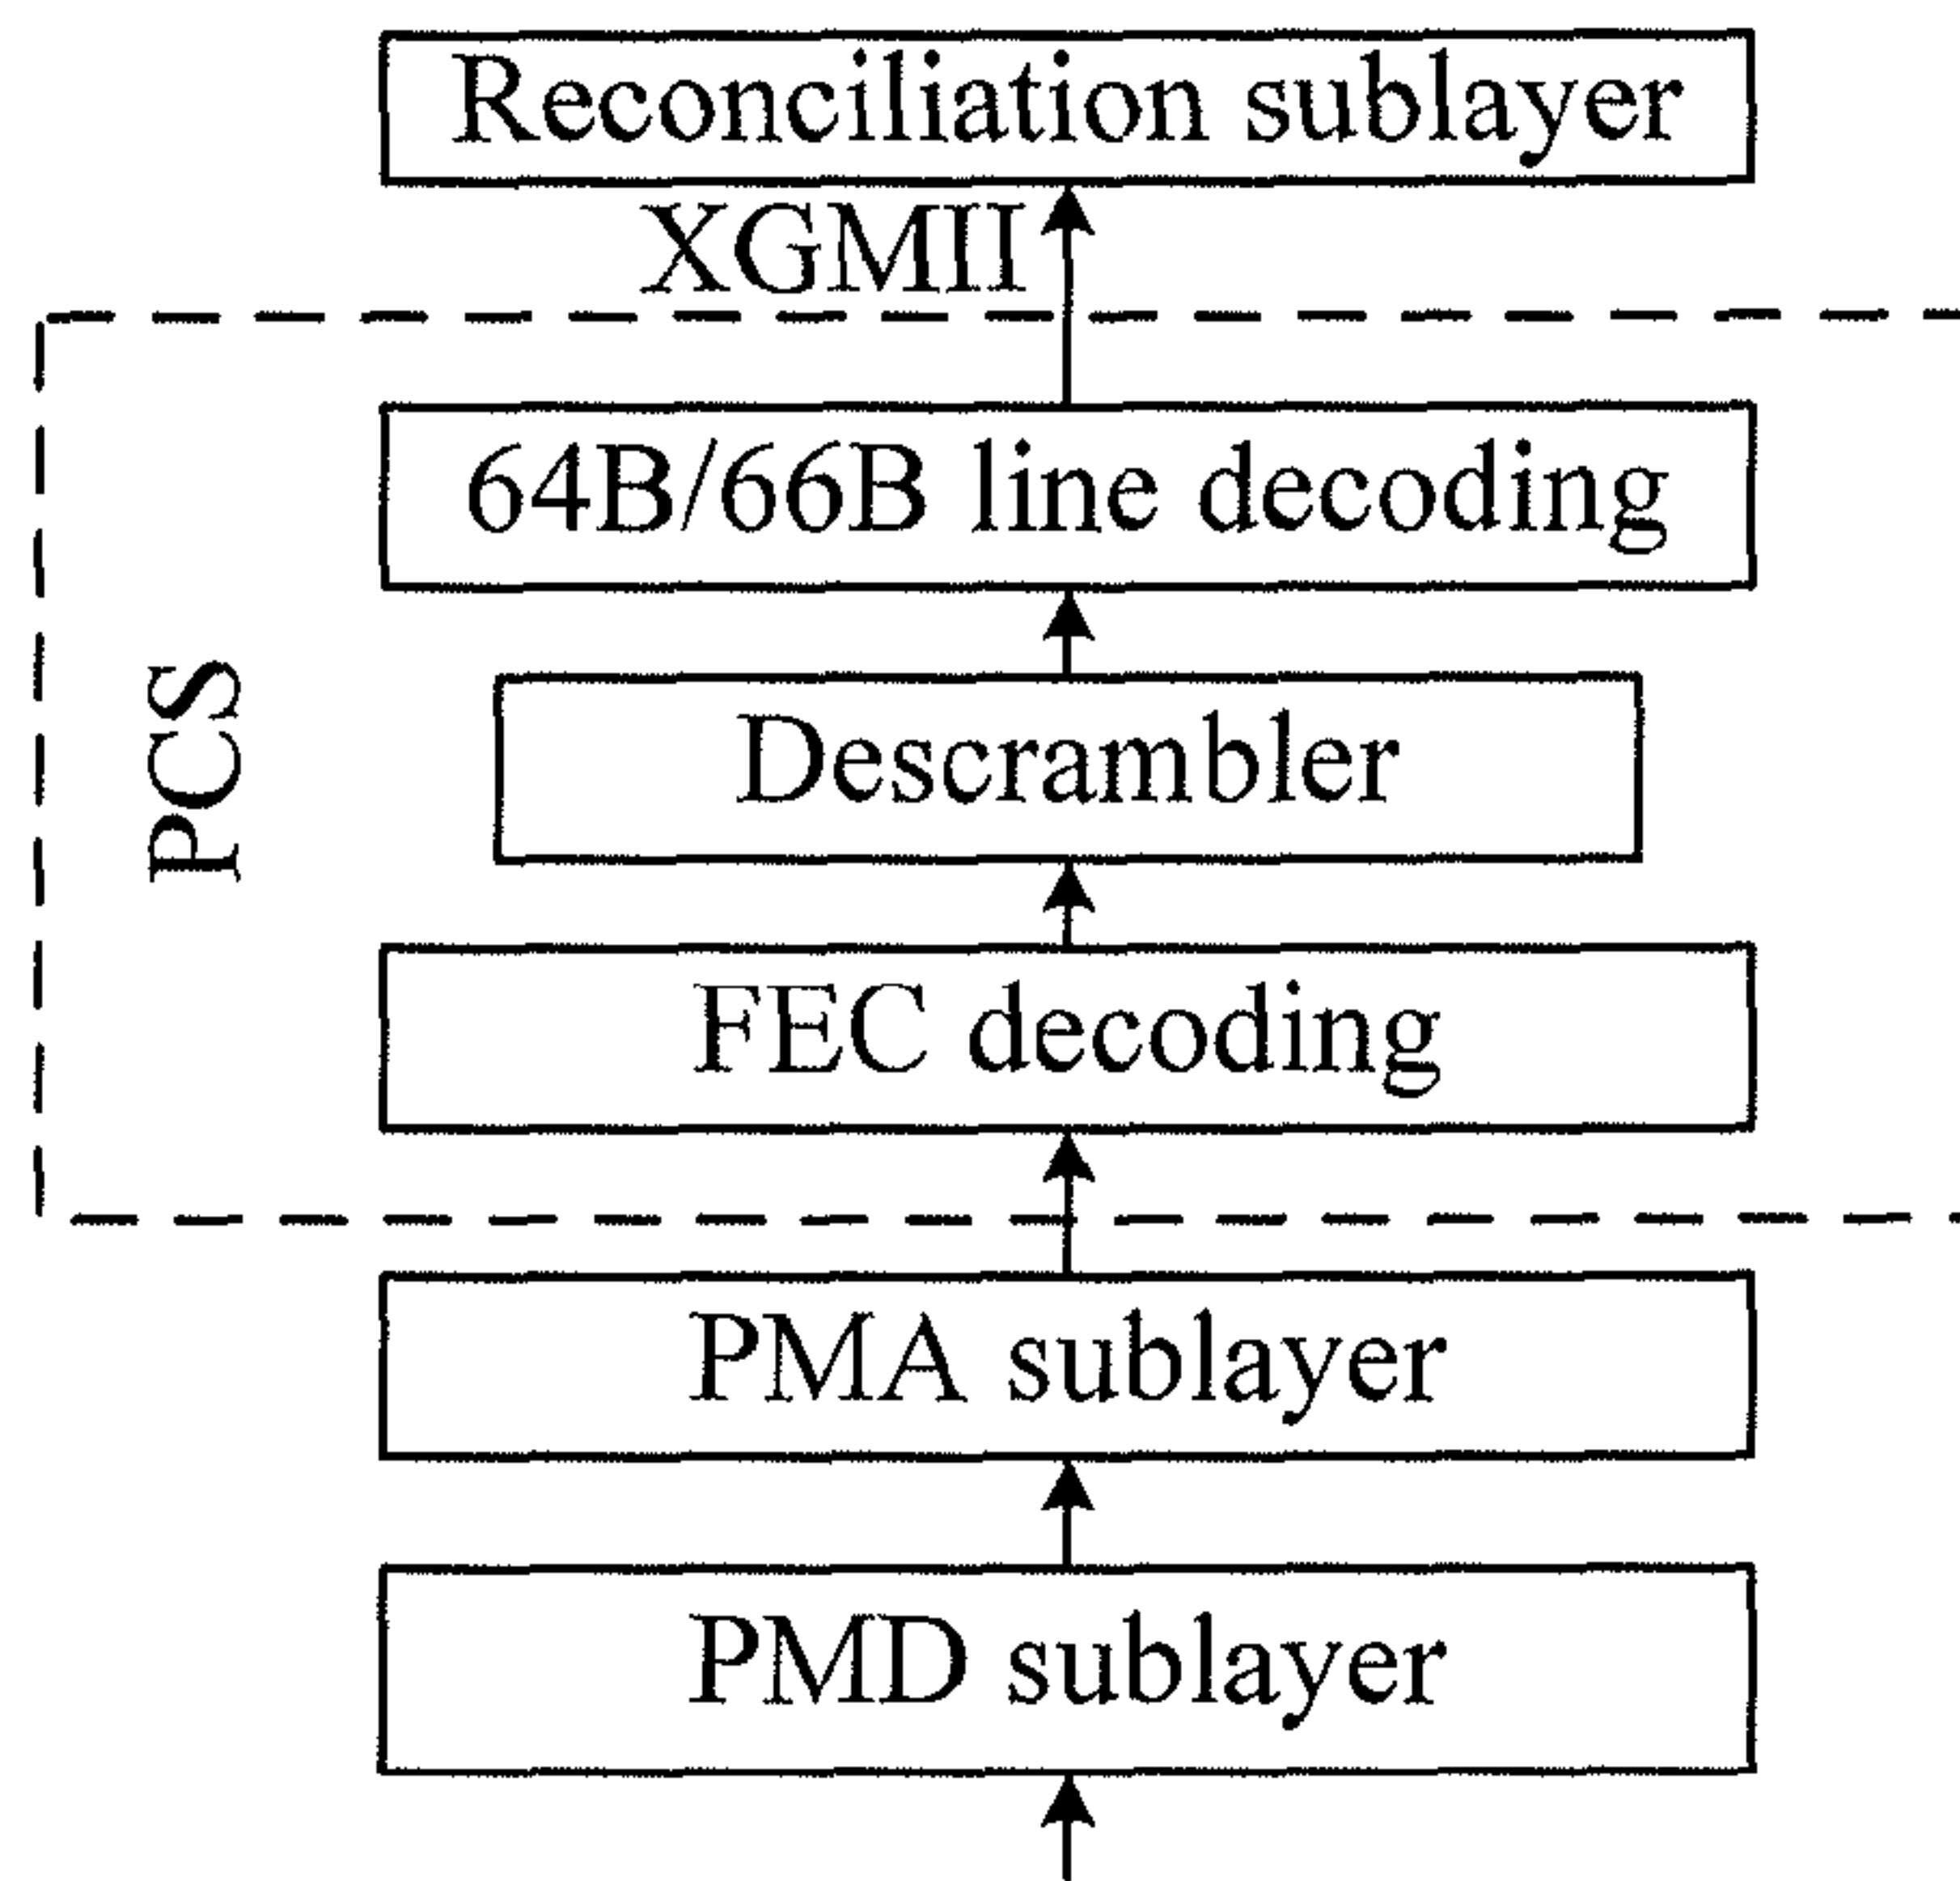 Reconciliation sublayer
XGMII
64B/66B line decoding
PCS
Descrambler
FEC decoding
PMA sublayer
PMD sublayer